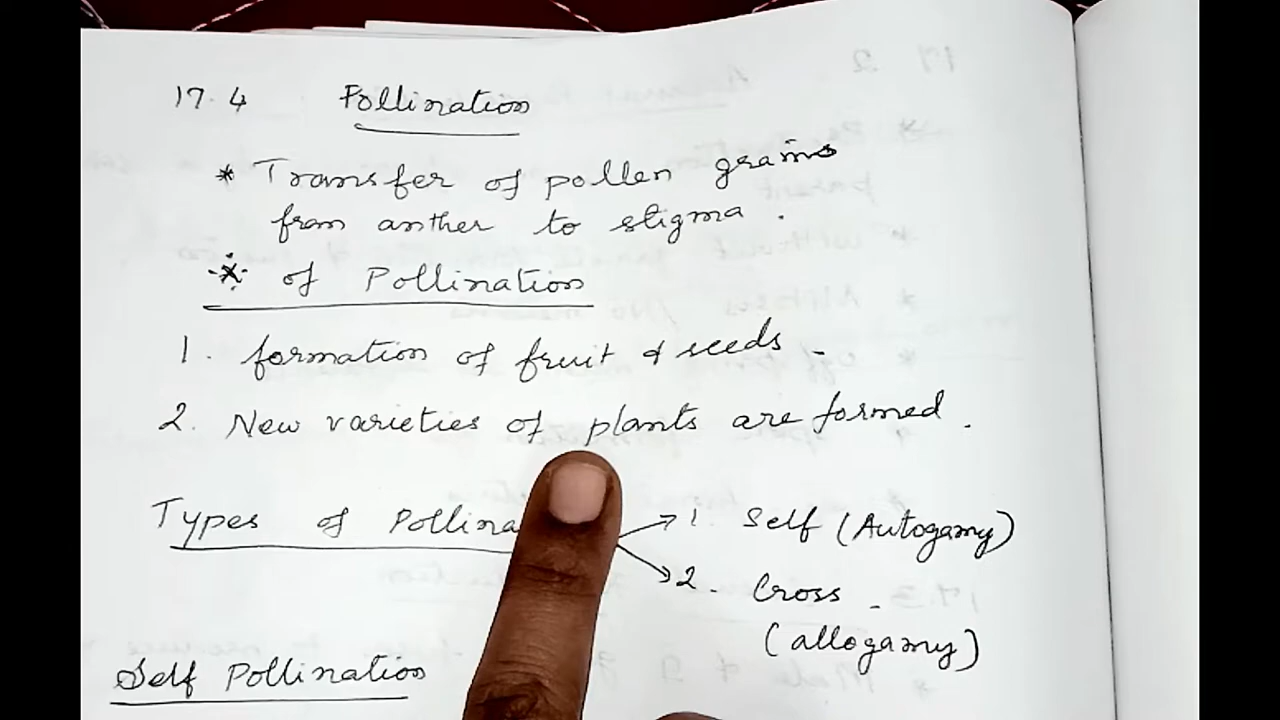 17.4 Pollination
* Transfer of pollen grains
from anther to stigma.
※ of Pollination
1. formation of fruit & seeds.
2. New varieties of plants are formed.
Types of Pollina
1. Self (Autogamy)
2. Cross.
(allogamy)
Self Pollination